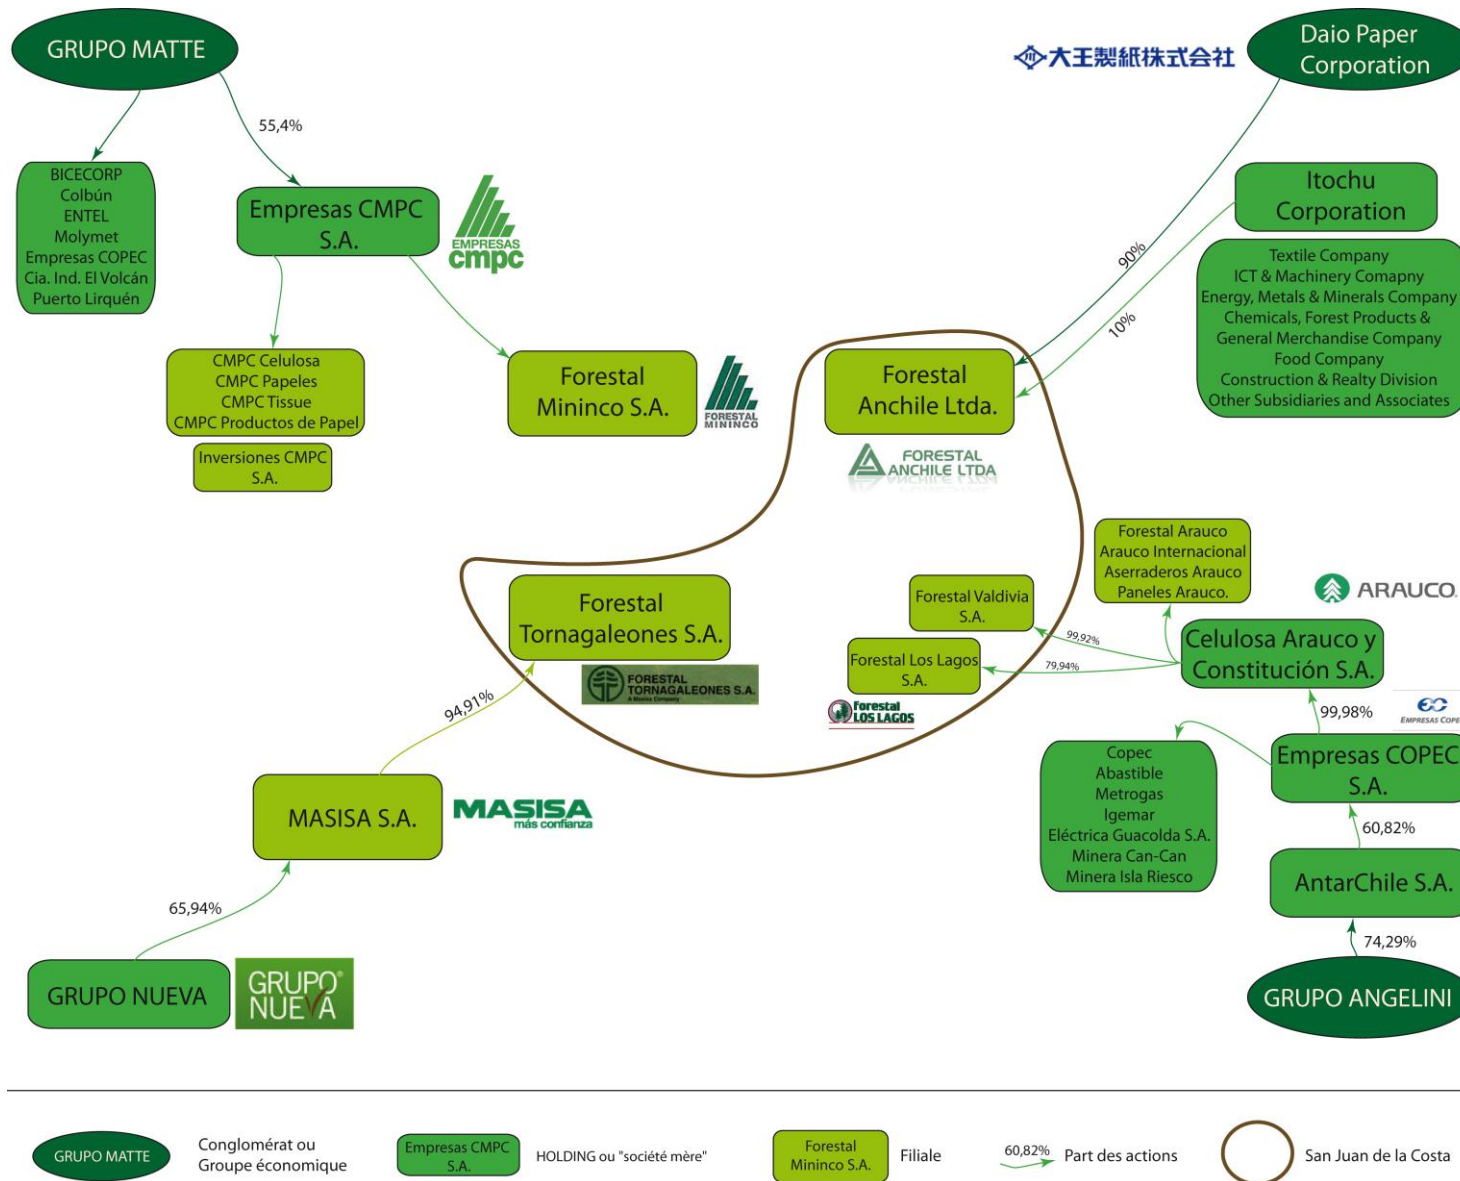 GRUPO MATTE
55,4%
BICECORP
Colbún
ENTEL
Molymet
Empresas COPEC
Cia. Ind. El Volcán
Puerto Lirquén
Empresas CMPC
S.A.
EMPRESAS
cmpc
CMPC Celulosa
CMPC Papeles
CMPC Tissue
CMPC Productos de Papel
Inversiones CMPC
S.A.
Forestal
Mininco S.A.
FORESTAL
MININCO
大王製紙株式会社
Daio Paper
Corporation
90%
10%
Itochu
Corporation
Textile Company
ICT & Machinery Comapny
Energy, Metals & Minerals Company
Chemicals, Forest Products &
General Merchandise Company
Food Company
Construction & Realty Division
Other Subsidiaries and Associates
Forestal
Anchile Ltda.
FORESTAL
ANCHILE LTDA
Forestal
Tornagaleones S.A.
FORESTAL
TORNAGALEONES S.A.
A Masisa Company
94,91%
MASISA S.A.
MASISA
más confianza
65,94%
GRUPO NUEVA
GRUPO®
NUEVA
Forestal Valdivia
S.A.
Forestal Los Lagos
S.A.
forestal
LOS LAGOS
99,92%
79,94%
Forestal Arauco
Arauco Internacional
Aserraderos Arauco
Paneles Arauco.
ARAUCO
Celulosa Arauco y
Constitución S.A.
99,98%
EMPRESAS COPEC
Empresas COPEC
S.A.
Copec
Abastible
Metrogas
Igemar
Eléctrica Guacolda S.A.
Minera Can-Can
Minera Isla Riesco
60,82%
AntarChile S.A.
74,29%
GRUPO ANGELINI
GRUPO MATTE
Conglomérat ou
Groupe économique
Empresas CMPC
S.A.
HOLDING ou "société mère"
Forestal
Mininco S.A.
Filiale
60,82%
Part des actions
San Juan de la Costa